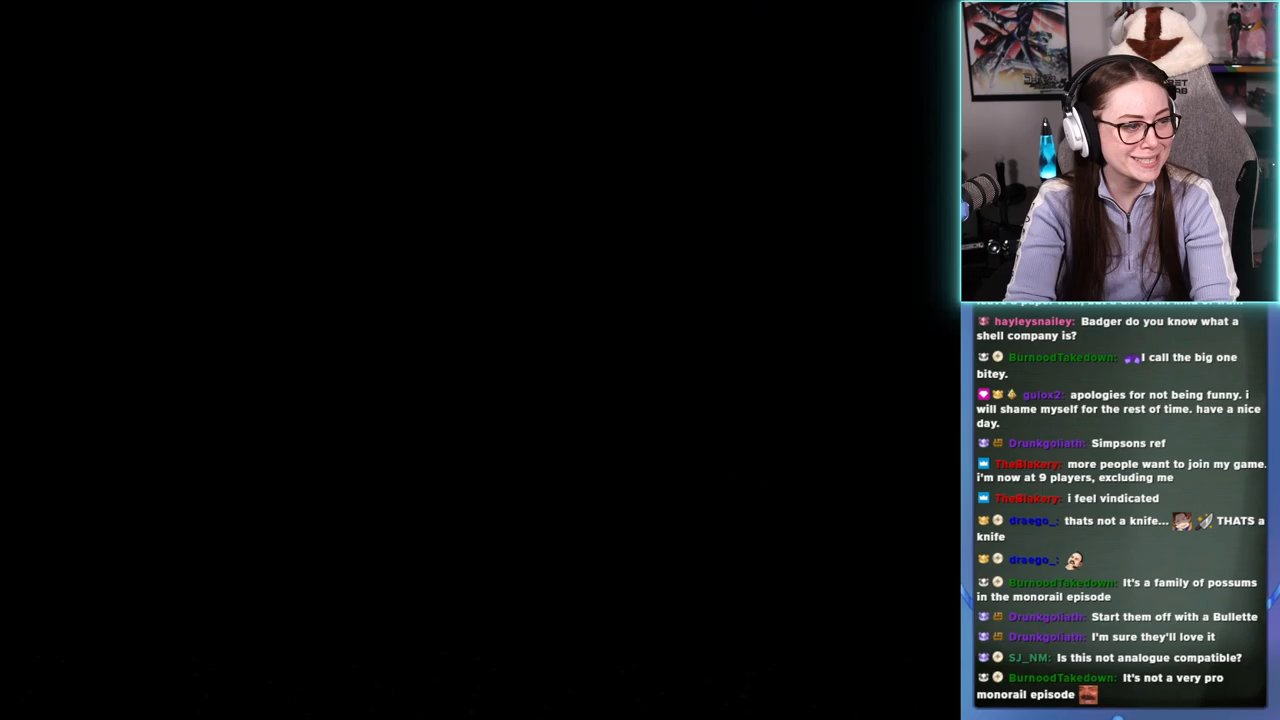 hayleysnailey: Badger do you know what a
shell company is?
BurnoodTakedown: I call the big one
bitey.
guiox2: apologies for not being funny. i
will shame myself for the rest of time. have a nice
day.
Drunkgoliath: Simpsons ref
TheBlakery: more people want to join my game.
i'm now at 9 players, excluding me
TheBlakery: i feel vindicated
draego_: thats not a knife... THATS a
knife
draego_:
BurnoodTakedown: It's a family of possums
in the monorail episode
Drunkgoliath: Start them off with a Bullette
Drunkgoliath: I'm sure they'll love it
SJ_NM: Is this not analogue compatible?
BurnoodTakedown: It's not a very pro
monorail episode